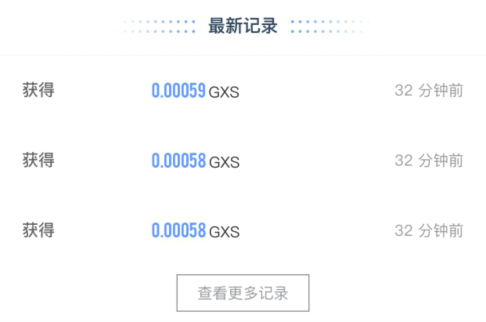 最新记录
获得 0.00059 GXS 32 分钟前
获得 0.00058 GXS 32 分钟前
获得 0.00058 GXS 32 分钟前
查看更多记录